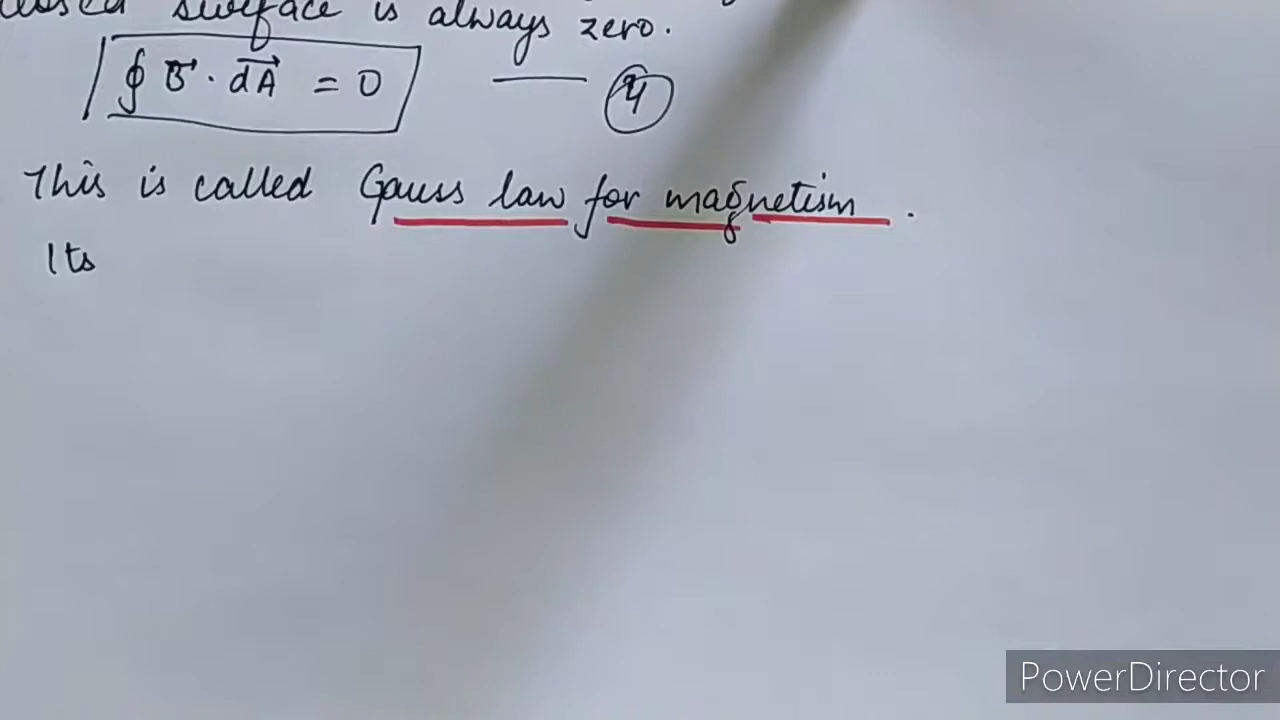 surface is always zero.
∮ B⃗ · dA⃗ = 0 —— 4
This is called Gauss law for magnetism.
Its
PowerDirector